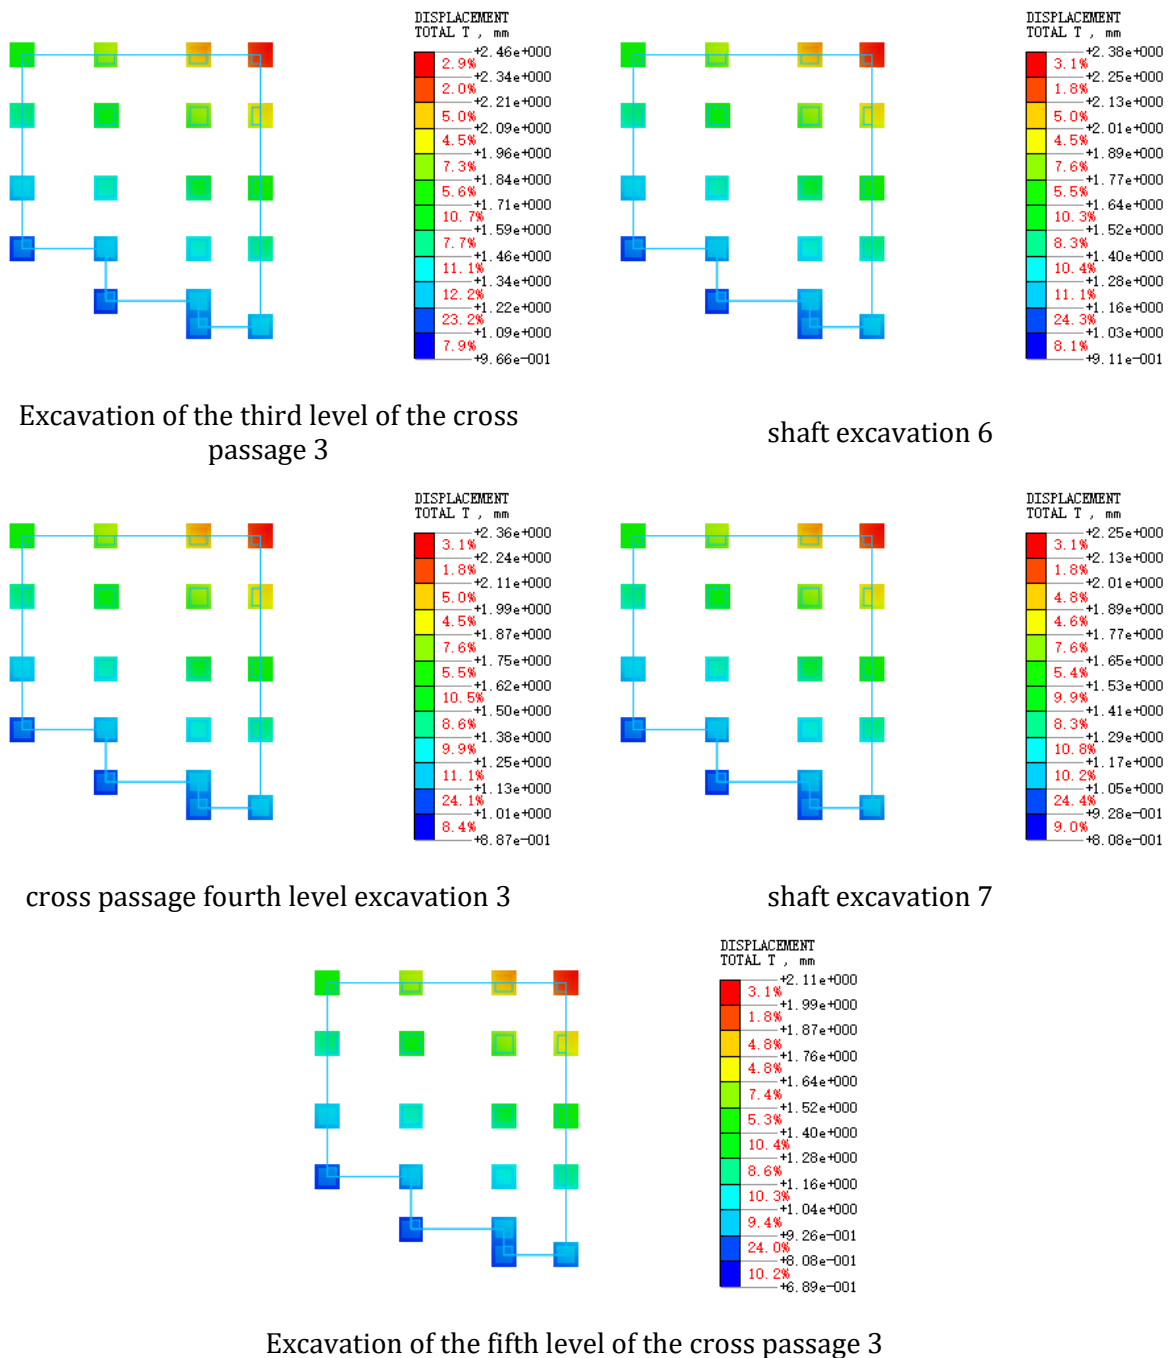 DISPLACEMENT
TOTAL T , mm
+2.46e+000
2.9%
+2.34e+000
2.0%
+2.21e+000
5.0%
+2.09e+000
4.5%
+1.96e+000
7.3%
+1.84e+000
5.6%
+1.71e+000
10.7%
+1.59e+000
7.7%
+1.46e+000
11.1%
+1.34e+000
12.2%
+1.22e+000
23.2%
+1.09e+000
7.9%
+9.66e-001
Excavation of the third level of the cross
passage 3
DISPLACEMENT
TOTAL T , mm
+2.38e+000
3.1%
+2.25e+000
1.8%
+2.13e+000
5.0%
+2.01e+000
4.5%
+1.89e+000
7.6%
+1.77e+000
5.5%
+1.64e+000
10.3%
+1.52e+000
8.3%
+1.40e+000
10.4%
+1.28e+000
11.1%
+1.16e+000
24.3%
+1.03e+000
8.1%
+9.11e-001
shaft excavation 6
DISPLACEMENT
TOTAL T , mm
+2.36e+000
3.1%
+2.24e+000
1.8%
+2.11e+000
5.0%
+1.99e+000
4.5%
+1.87e+000
7.6%
+1.75e+000
5.5%
+1.62e+000
10.5%
+1.50e+000
8.6%
+1.38e+000
9.9%
+1.25e+000
11.1%
+1.13e+000
24.1%
+1.01e+000
8.4%
+8.87e-001
cross passage fourth level excavation 3
DISPLACEMENT
TOTAL T , mm
+2.25e+000
3.1%
+2.13e+000
1.8%
+2.01e+000
4.8%
+1.89e+000
4.6%
+1.77e+000
7.6%
+1.65e+000
5.4%
+1.53e+000
9.9%
+1.41e+000
8.3%
+1.29e+000
10.8%
+1.17e+000
10.2%
+1.05e+000
24.4%
+9.28e-001
9.0%
+8.08e-001
shaft excavation 7
DISPLACEMENT
TOTAL T , mm
+2.11e+000
3.1%
+1.99e+000
1.8%
+1.87e+000
4.8%
+1.76e+000
4.8%
+1.64e+000
7.4%
+1.52e+000
5.3%
+1.40e+000
10.4%
+1.28e+000
8.6%
+1.16e+000
10.3%
+1.04e+000
9.4%
+9.26e-001
24.0%
+8.08e-001
10.2%
+6.89e-001
Excavation of the fifth level of the cross passage 3